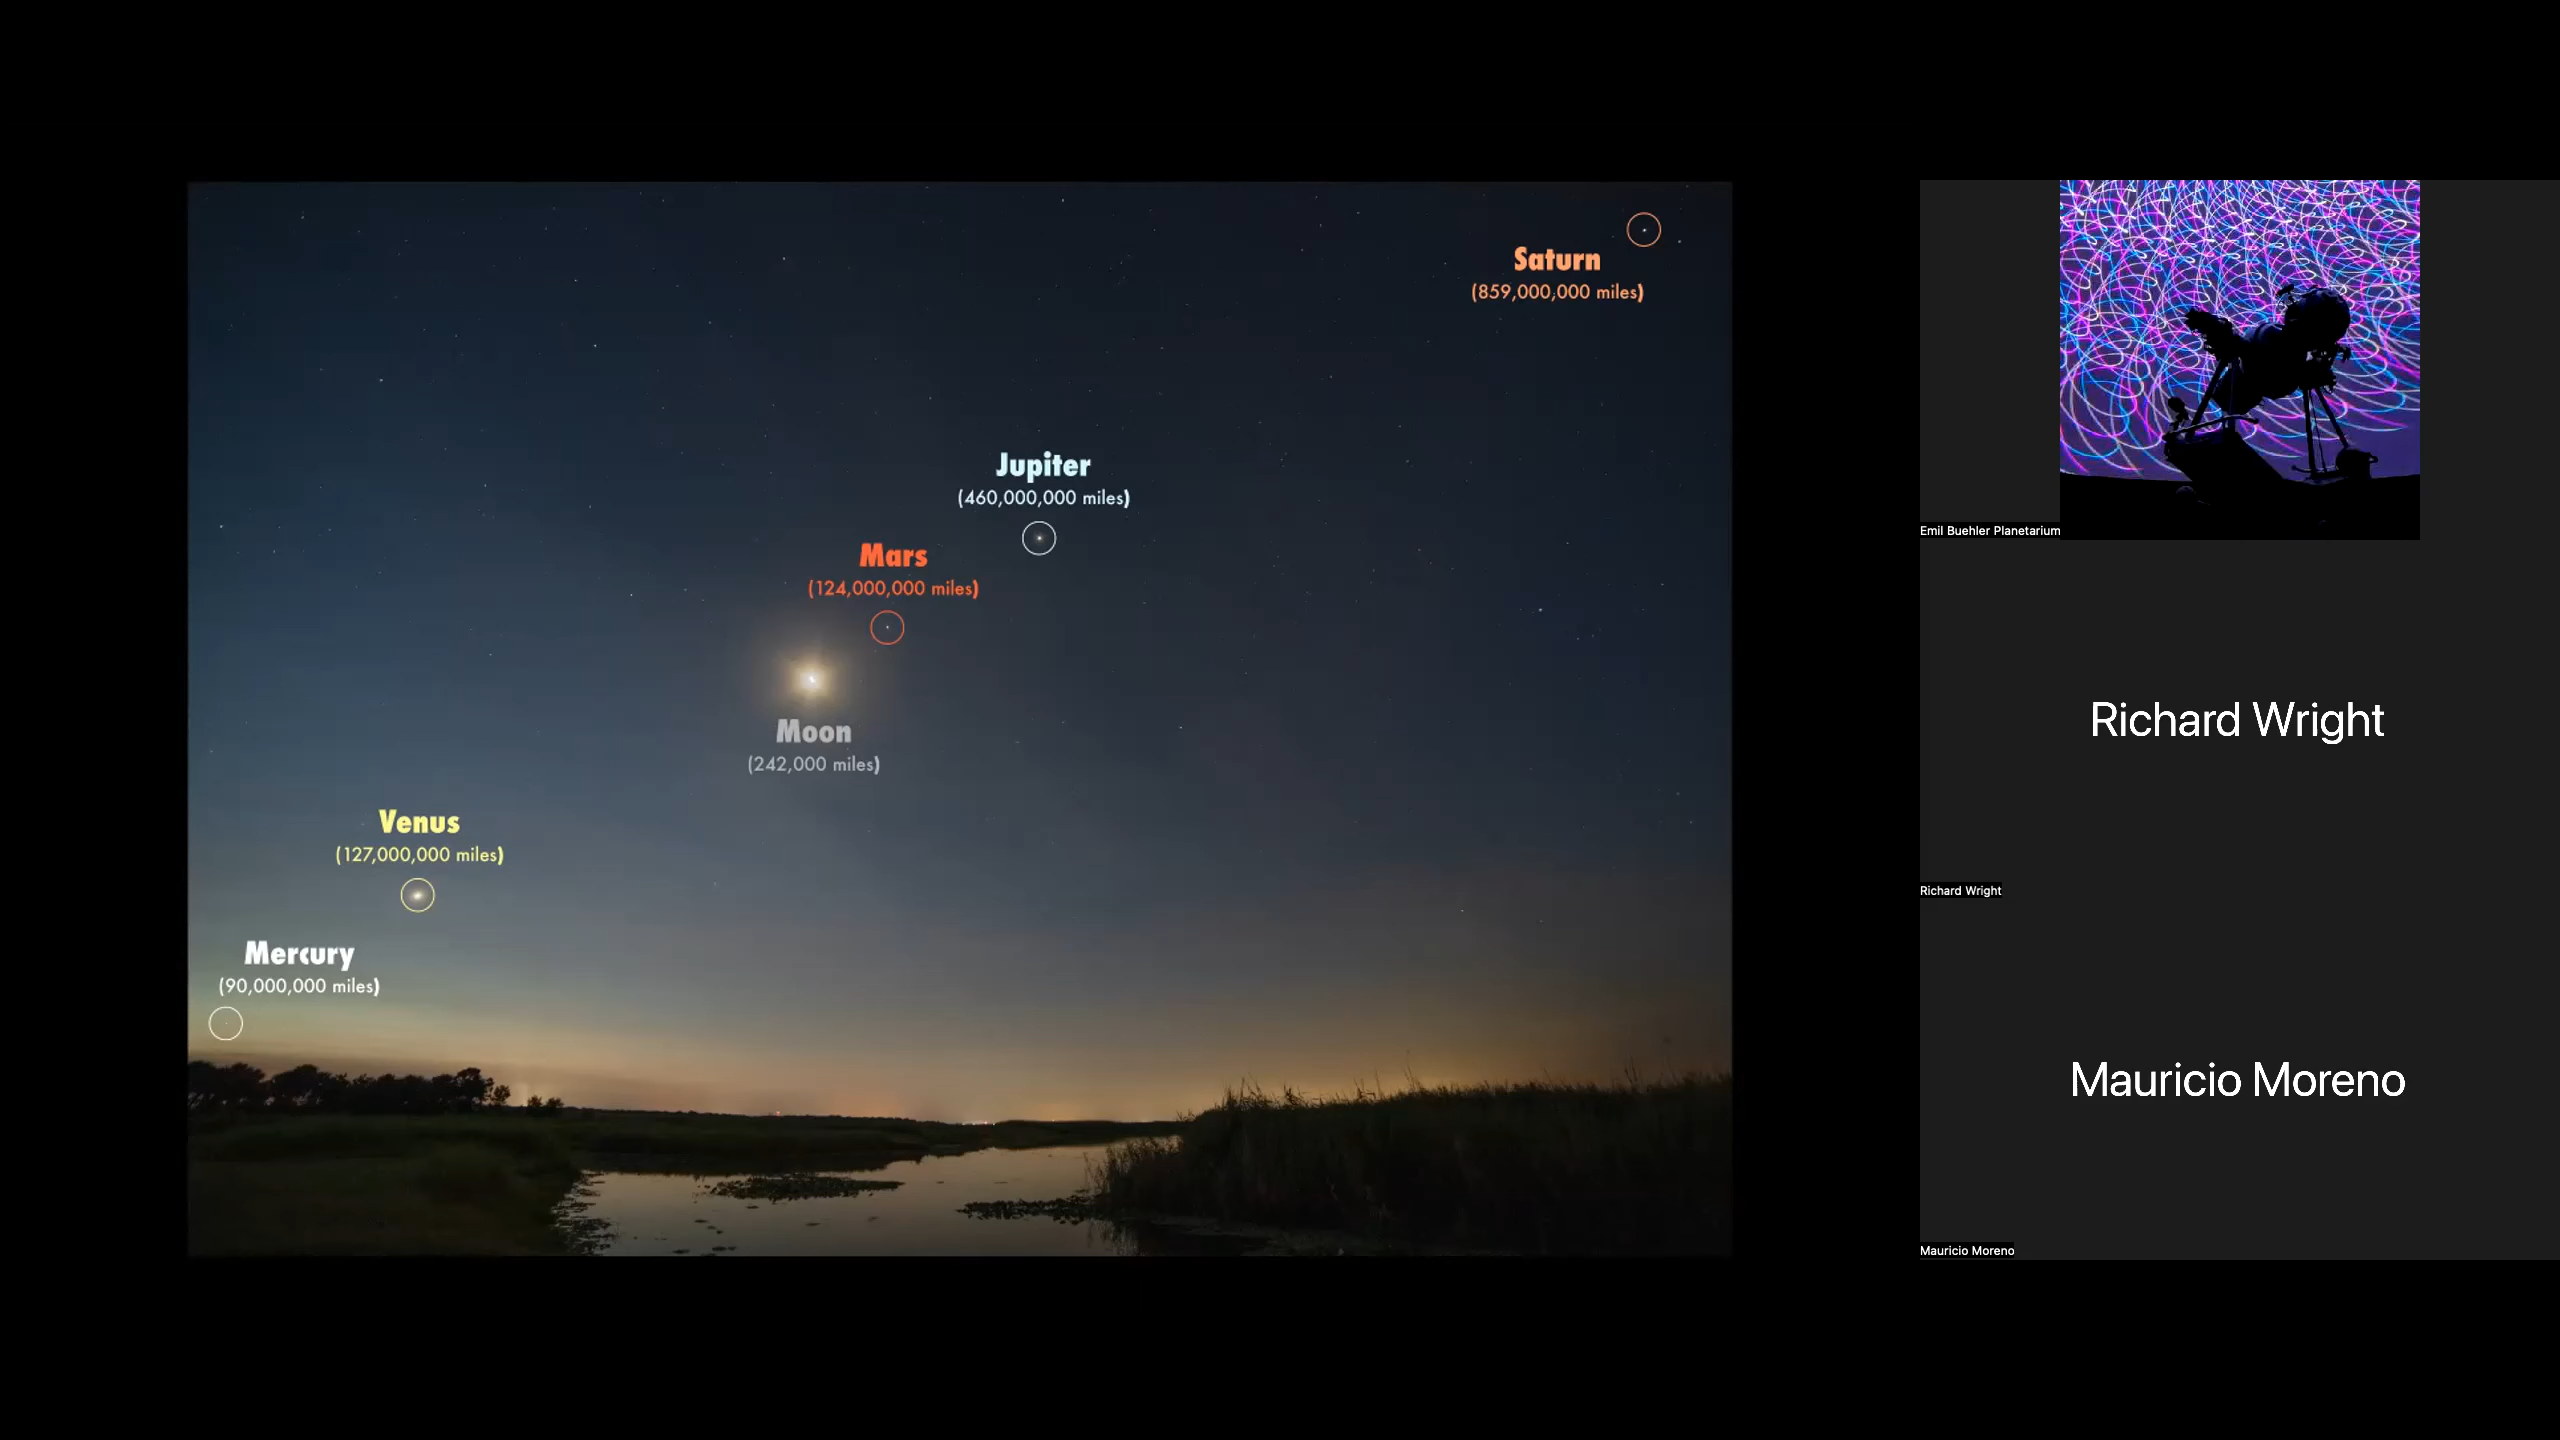 Saturn
(859,000,000 miles)
Jupiter
(460,000,000 miles)
Mars
(124,000,000 miles)
Moon
(242,000 miles)
Venus
(127,000,000 miles)
Mercury
(90,000,000 miles)
Emil Buehler Planetarium
Richard Wright
Richard Wright
Mauricio Moreno
Mauricio Moreno